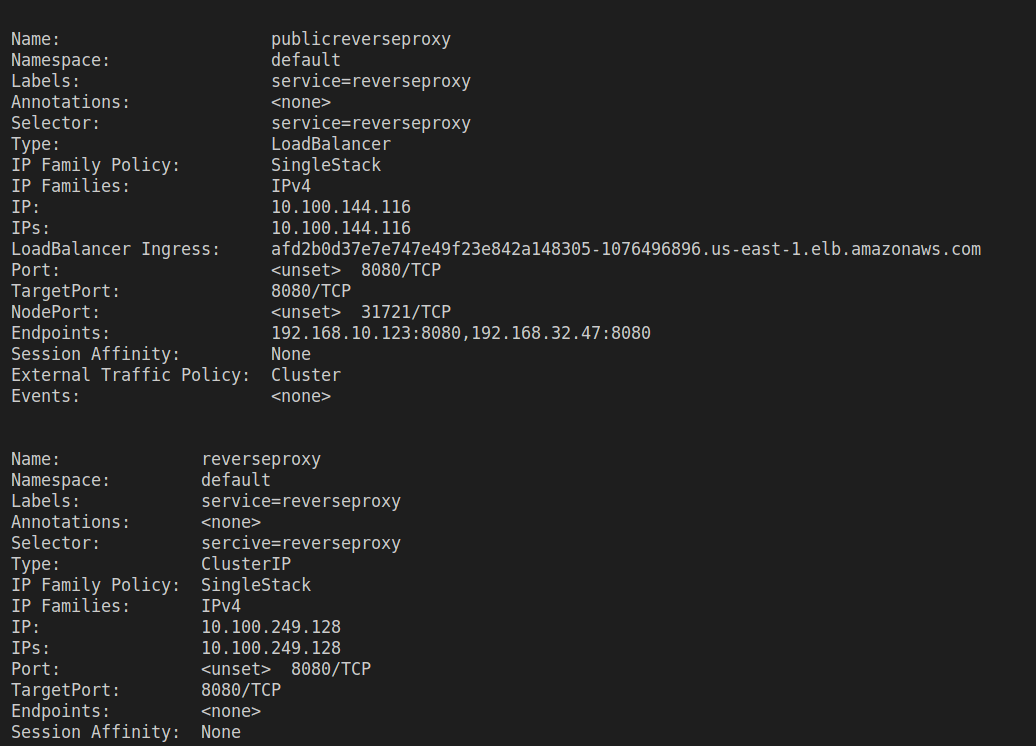 Name:                     publicreverseproxy
Namespace:                default
Labels:                   service=reverseproxy
Annotations:              <none>
Selector:                 service=reverseproxy
Type:                     LoadBalancer
IP Family Policy:         SingleStack
IP Families:              IPv4
IP:                       10.100.144.116
IPs:                      10.100.144.116
LoadBalancer Ingress:     afd2b0d37e7e747e49f23e842a148305-1076496896.us-east-1.elb.amazonaws.com
Port:                     <unset>  8080/TCP
TargetPort:               8080/TCP
NodePort:                 <unset>  31721/TCP
Endpoints:                192.168.10.123:8080,192.168.32.47:8080
Session Affinity:         None
External Traffic Policy:  Cluster
Events:                   <none>
Name:              reverseproxy
Namespace:         default
Labels:            service=reverseproxy
Annotations:       <none>
Selector:          sercive=reverseproxy
Type:              ClusterIP
IP Family Policy:  SingleStack
IP Families:       IPv4
IP:                10.100.249.128
IPs:               10.100.249.128
Port:              <unset>  8080/TCP
TargetPort:        8080/TCP
Endpoints:         <none>
Session Affinity:  None